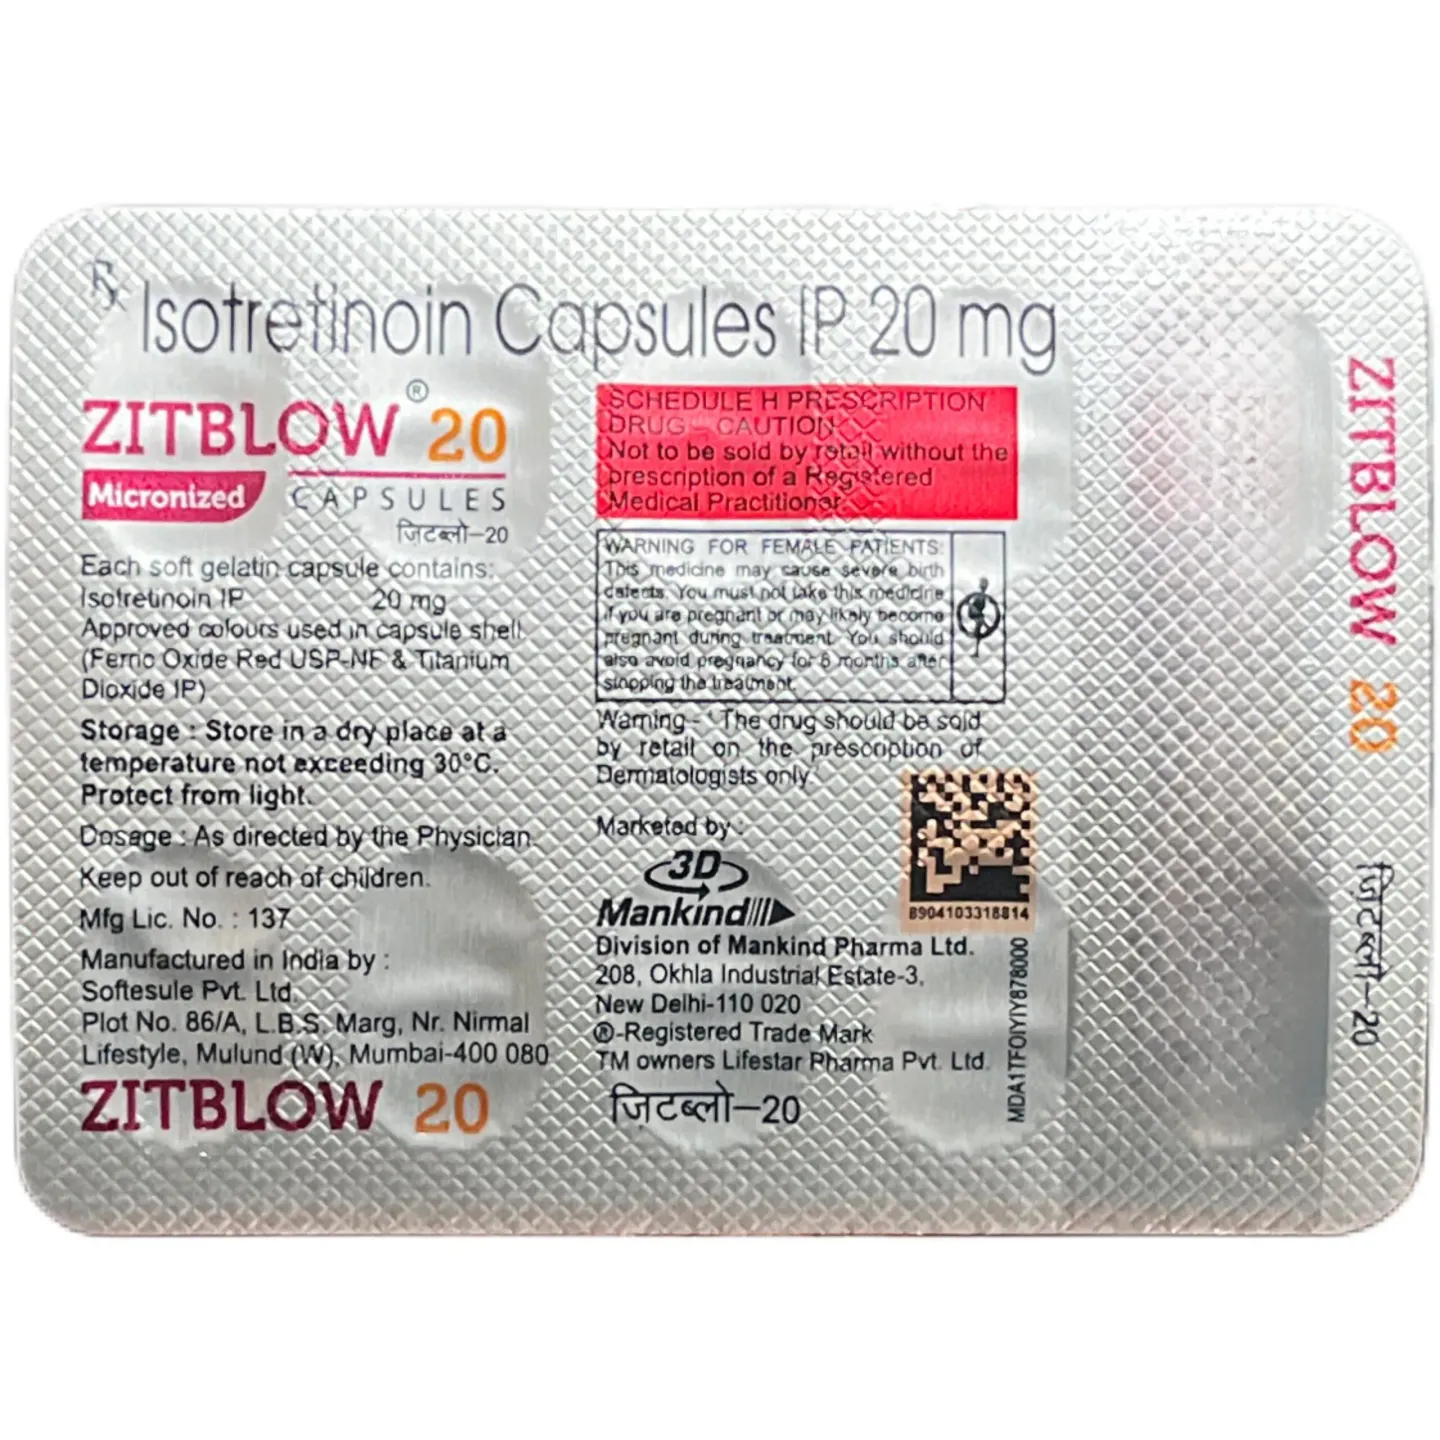 Rx Isotretinoin Capsules IP 20 mg
ZITBLOW® 20
Micronized CAPSULES
ज़िटब्लो-20
Each soft gelatin capsule contains:
Isotretinoin IP 20 mg
Approved colours used in capsule shell
(Ferric Oxide Red USP-NF & Titanium
Dioxide IP)
Storage : Store in a dry place at a
temperature not exceeding 30°C.
Protect from light.
Dosage : As directed by the Physician.
Keep out of reach of children.
Mfg Lic. No. : 137
Manufactured in India by :
Softesule Pvt. Ltd.
Plot No. 86/A, L.B.S. Marg, Nr. Nirmal
Lifestyle, Mulund (W), Mumbai-400 080
ZITBLOW 20
SCHEDULE H PRESCRIPTION
DRUG - CAUTION
Not to be sold by retail without the
prescription of a Registered
Medical Practitioner.
WARNING FOR FEMALE PATIENTS:
This medicine may cause severe birth
defects. You must not take this medicine
if you are pregnant or may likely become
pregnant during treatment. You should
also avoid pregnancy for 6 months after
stopping the treatment.
Warning - "The drug should be sold
by retail on the prescription of
Dermatologists only."
Marketed by :
3D
Mankind
Division of Mankind Pharma Ltd.
208, Okhla Industrial Estate-3,
New Delhi-110 020
®-Registered Trade Mark
TM owners Lifestar Pharma Pvt. Ltd.
ज़िटब्लो-20
8904103318814
MDA1TFOIYIY878000
ZITBLOW 20
ज़िटब्लो-20